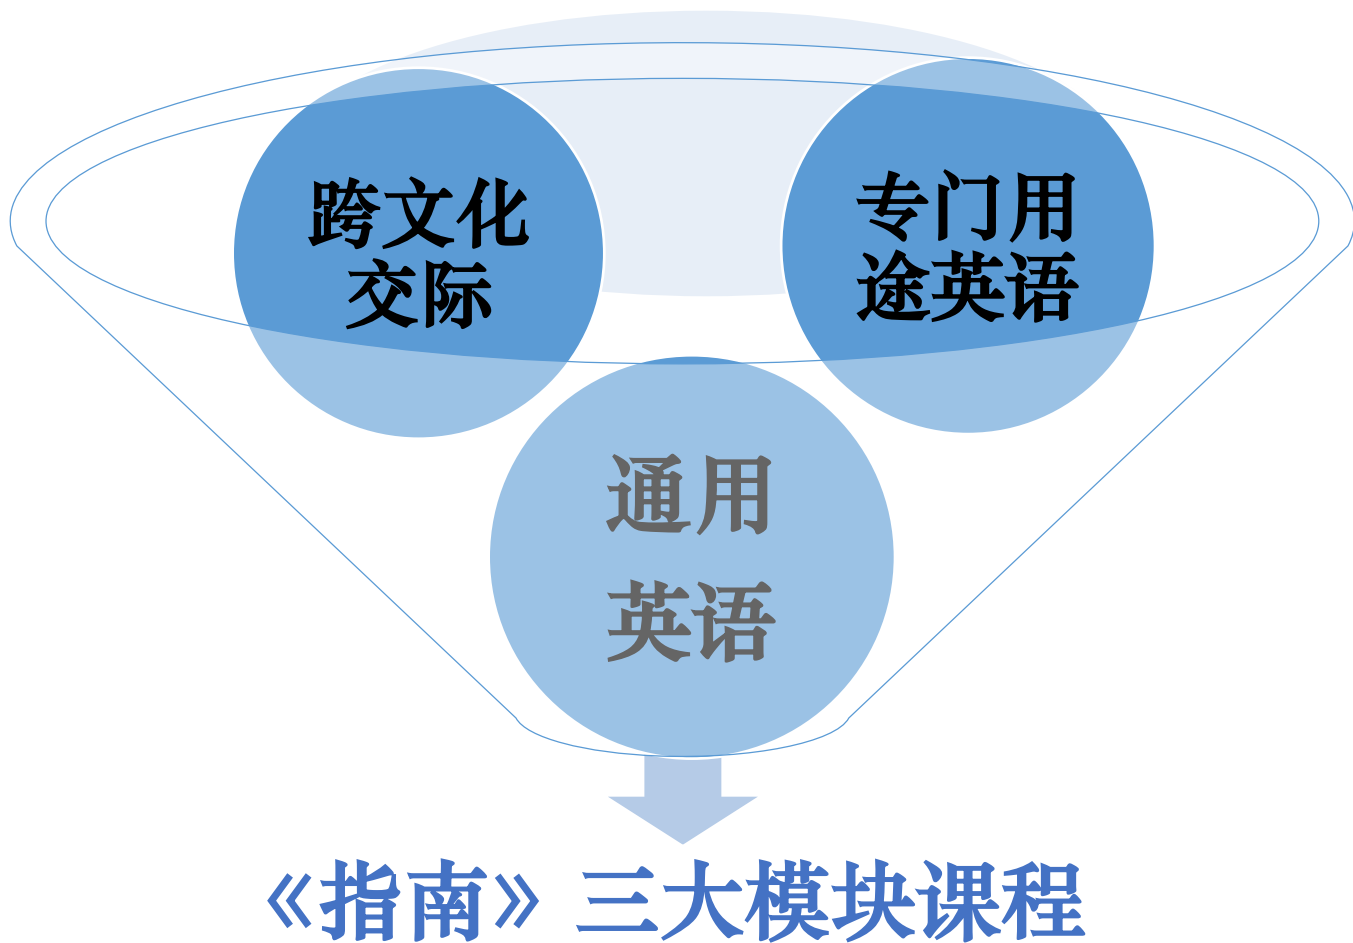 跨文化
交际
专门用
途英语
通用
英语
《指南》三大模块课程